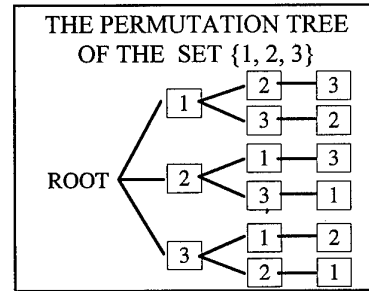 THE PERMUTATION TREE
OF THE SET {1, 2, 3}
2 3
1
3 2
1 3
ROOT 2
3 1
1 2
3
2 1